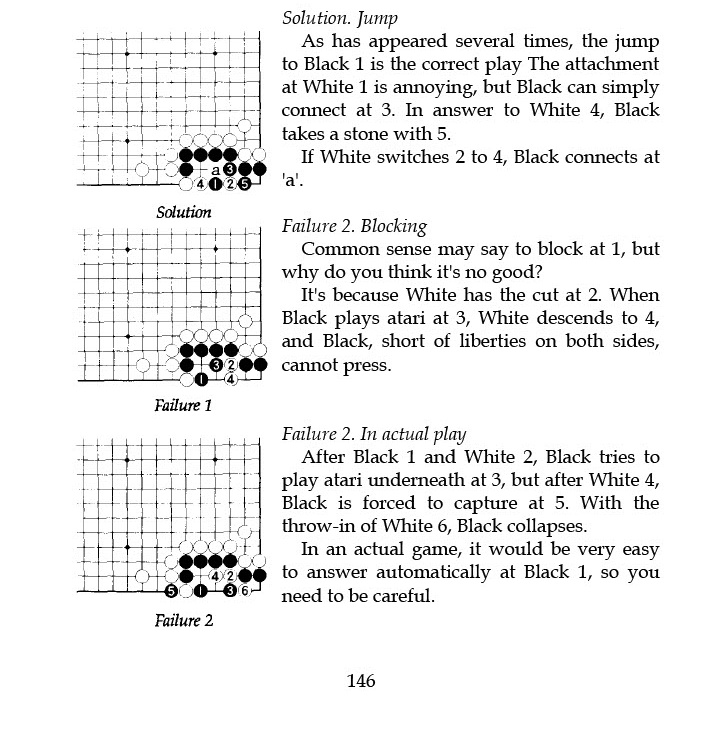 Solution. Jump
As has appeared several times, the jump
to Black 1 is the correct play The attachment
at White 1 is annoying, but Black can simply
connect at 3. In answer to White 4, Black
takes a stone with 5.
If White switches 2 to 4, Black connects at
'a'.
a 3
4 1 2 5
Solution
Failure 2. Blocking
Common sense may say to block at 1, but
why do you think it's no good?
It's because White has the cut at 2. When
Black plays atari at 3, White descends to 4,
and Black, short of liberties on both sides,
cannot press.
3 2
1 4
Failure 1
Failure 2. In actual play
After Black 1 and White 2, Black tries to
play atari underneath at 3, but after White 4,
Black is forced to capture at 5. With the
throw-in of White 6, Black collapses.
In an actual game, it would be very easy
to answer automatically at Black 1, so you
need to be careful.
4 2
5 1 3 6
Failure 2
146